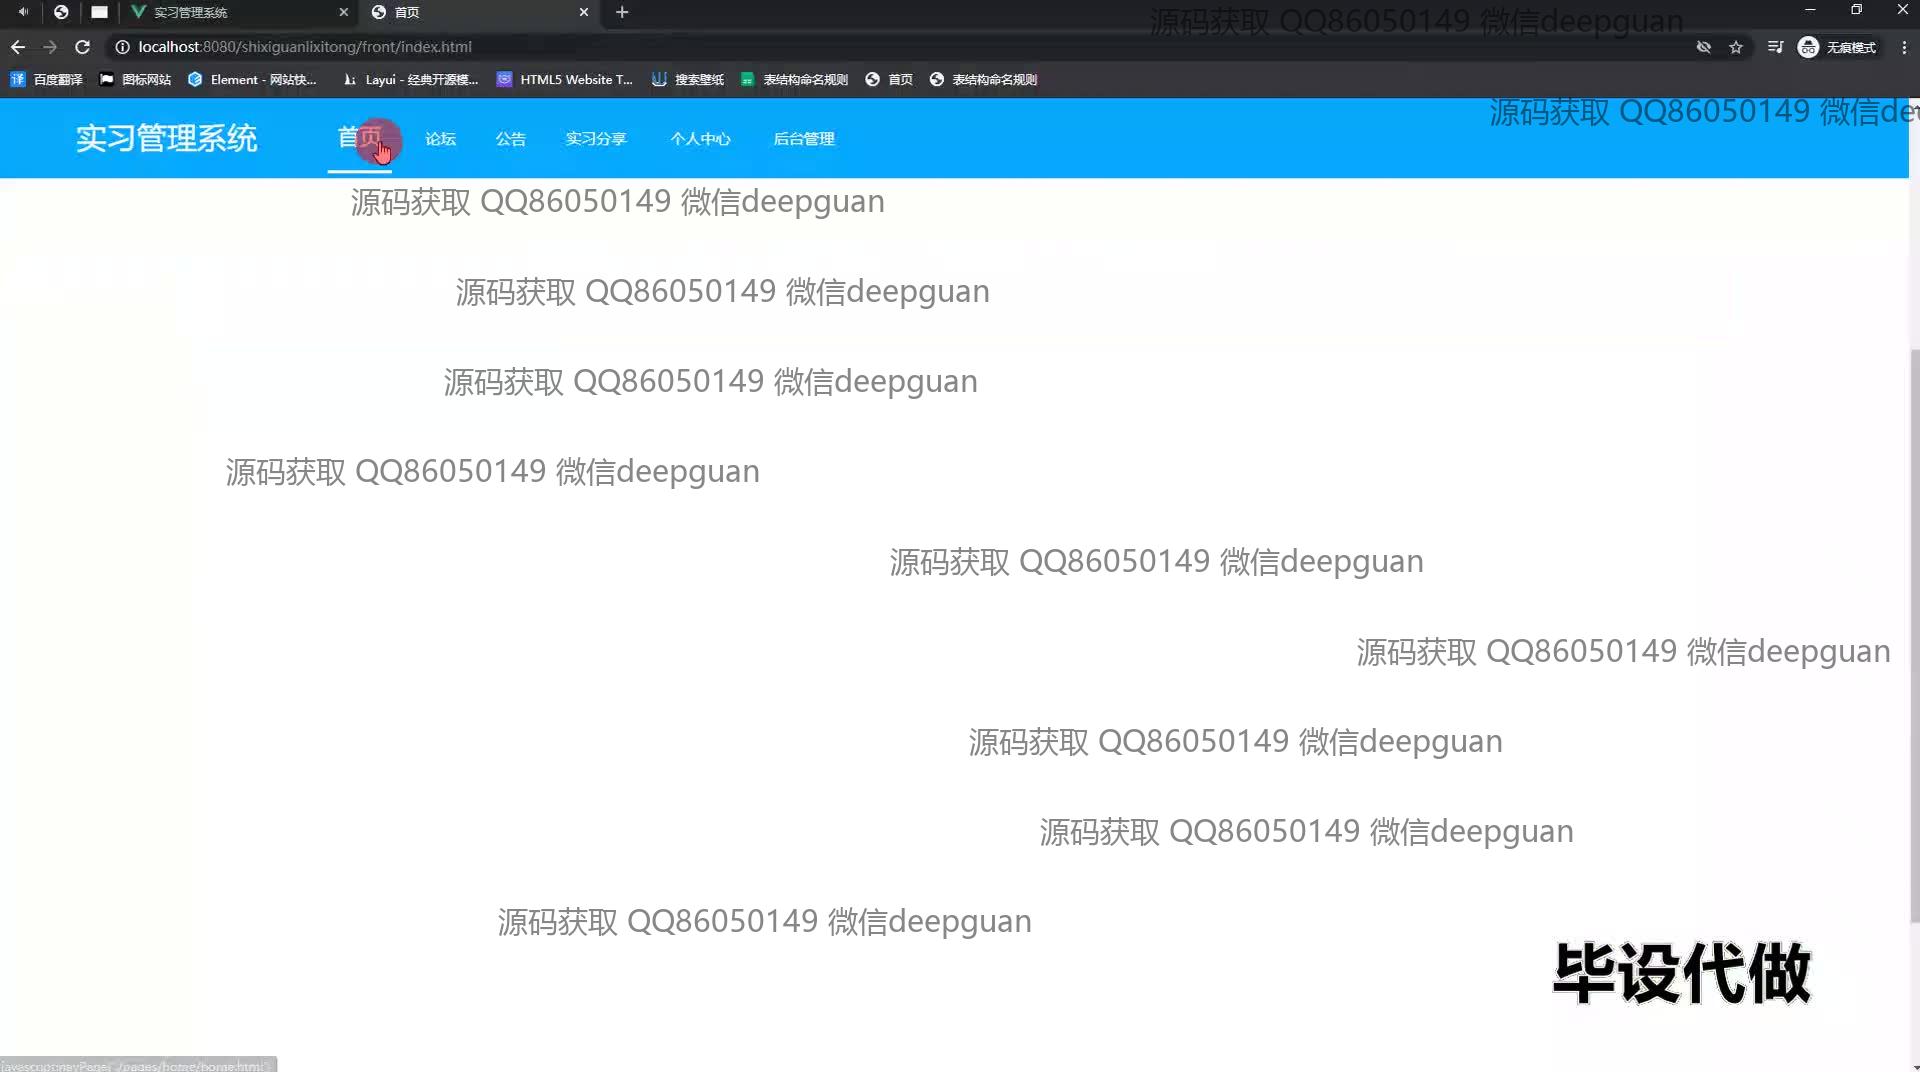 实习管理系统
首页
源码获取 QQ86050149 微信deepguan
localhost:8080/shixiguanlixitong/front/index.html
无痕模式
百度翻译
图标网站
Element - 网站快...
Layui - 经典开源模...
HTML5 Website T...
搜索壁纸
表结构命名规则
首页
表结构命名规则
源码获取 QQ86050149 微信dee
实习管理系统
首页
论坛
公告
实习分享
个人中心
后台管理
源码获取 QQ86050149 微信deepguan
源码获取 QQ86050149 微信deepguan
源码获取 QQ86050149 微信deepguan
源码获取 QQ86050149 微信deepguan
源码获取 QQ86050149 微信deepguan
源码获取 QQ86050149 微信deepguan
源码获取 QQ86050149 微信deepguan
源码获取 QQ86050149 微信deepguan
源码获取 QQ86050149 微信deepguan
毕设代做